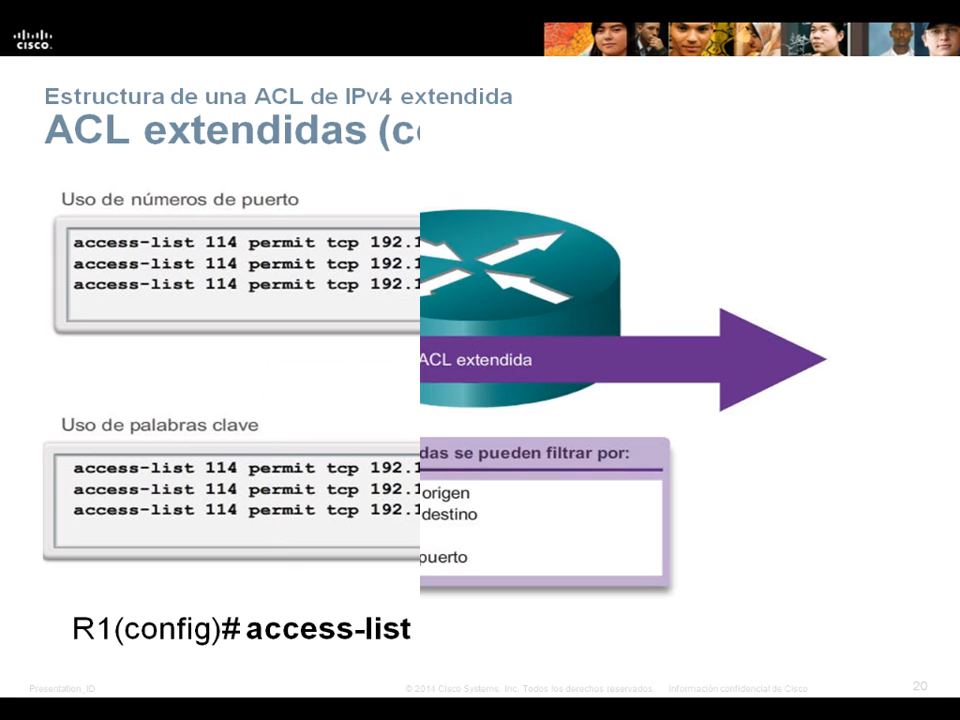 CISCO.
Estructura de una ACL de IPv4 extendida
ACL extendidas (co
Uso de números de puerto
access-list 114 permit tcp 192.1
access-list 114 permit tcp 192.1
access-list 114 permit tcp 192.1
ACL extendida
Uso de palabras clave
access-list 114 permit tcp 192.1
access-list 114 permit tcp 192.1
access-list 114 permit tcp 192.1
das se pueden filtrar por:
origen
destino
puerto
R1(config)# access-list
Presentation_ID
© 2014 Cisco Systems, Inc. Todos los derechos reservados.
Información confidencial de Cisco
20